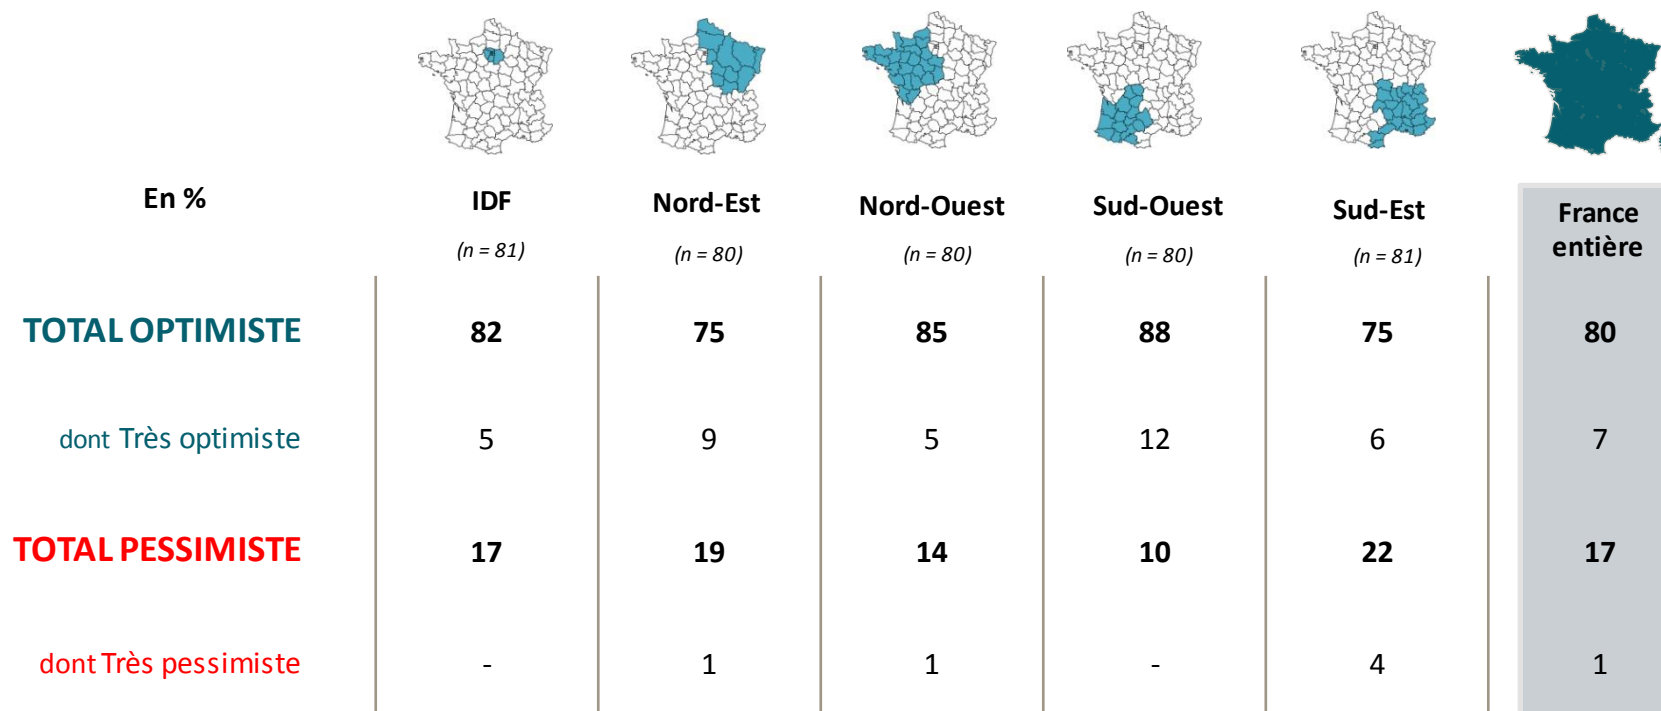 En %
IDF
Nord-Est
Nord-Ouest
Sud-Ouest
Sud-Est
France
entière
(n = 81)
(n = 80)
(n = 80)
(n = 80)
(n = 81)
TOTAL OPTIMISTE 82 75 85 88 75 80
dont Très optimiste 5 9 5 12 6 7
TOTAL PESSIMISTE 17 19 14 10 22 17
dont Très pessimiste - 1 1 - 4 1